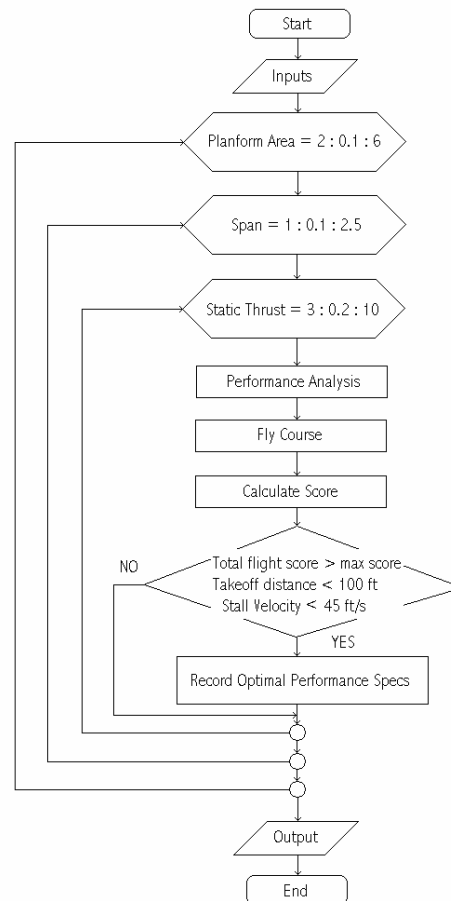 Start
Inputs
Planform Area = 2 : 0.1 : 6
Span = 1 : 0.1 : 2.5
Static Thrust = 3 : 0.2 : 10
Performance Analysis
Fly Course
Calculate Score
NO
Total flight score > max score
Takeoff distance < 100 ft
Stall Velocity < 45 ft/s
YES
Record Optimal Performance Specs
Output
End